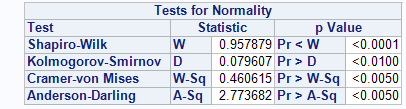 Tests for Normality
Test Statistic p Value
Shapiro-Wilk W 0.957879 Pr < W <0.0001
Kolmogorov-Smirnov D 0.079607 Pr > D <0.0100
Cramer-von Mises W-Sq 0.460615 Pr > W-Sq <0.0050
Anderson-Darling A-Sq 2.773682 Pr > A-Sq <0.0050